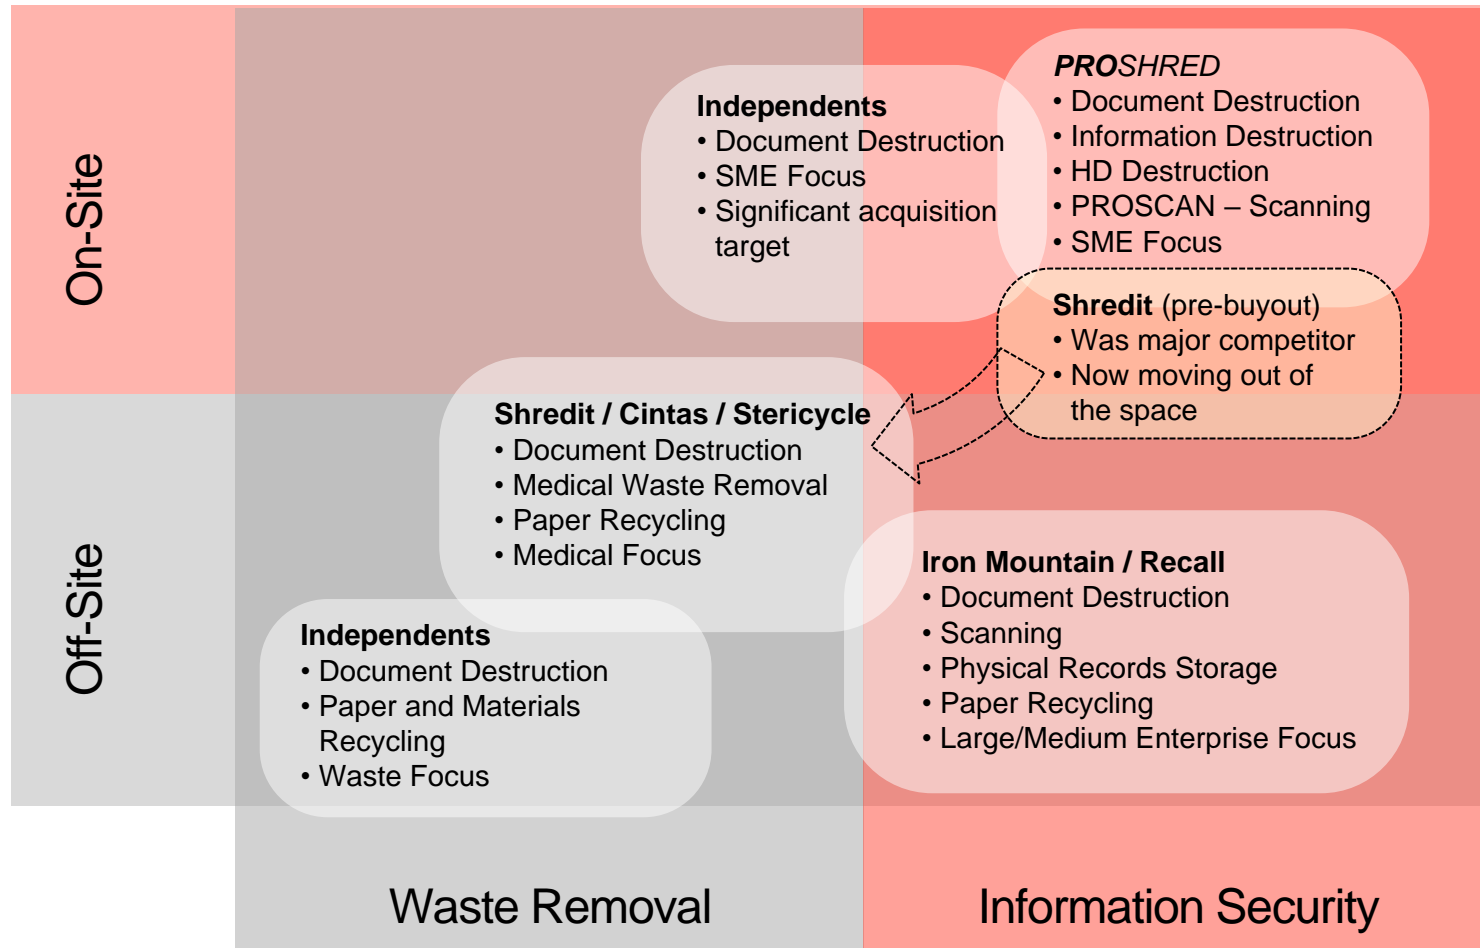 On-Site
Independents
• Document Destruction
• SME Focus
• Significant acquisition
target
PROSHRED
• Document Destruction
• Information Destruction
• HD Destruction
• PROSCAN – Scanning
• SME Focus
Shredit (pre-buyout)
• Was major competitor
• Now moving out of
the space
Off-Site
Shredit / Cintas / Stericycle
• Document Destruction
• Medical Waste Removal
• Paper Recycling
• Medical Focus
Independents
• Document Destruction
• Paper and Materials
Recycling
• Waste Focus
Iron Mountain / Recall
• Document Destruction
• Scanning
• Physical Records Storage
• Paper Recycling
• Large/Medium Enterprise Focus
Waste Removal
Information Security